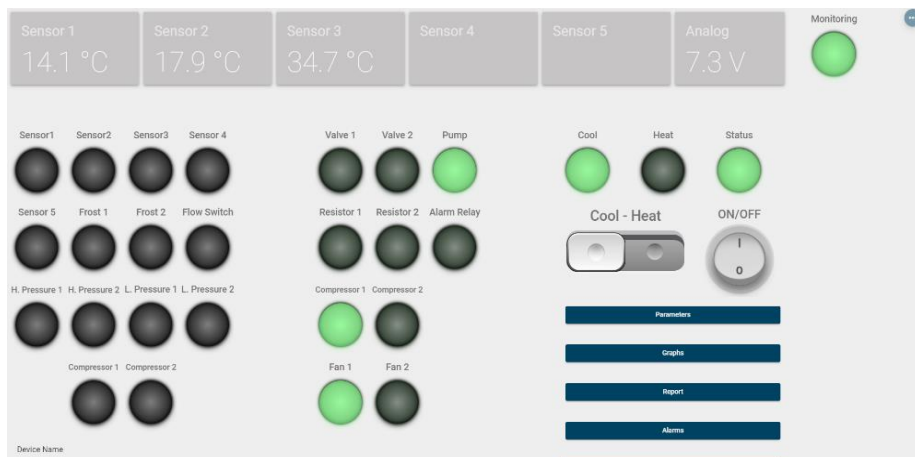 Sensor 1 Sensor 2 Sensor 3 Sensor 4 Sensor 5 Analog Monitoring
14.1 °C 17.9 °C 34.7 °C 7.3 V
Sensor1 Sensor2 Sensor3 Sensor 4 Valve 1 Valve 2 Pump Cool Heat Status
Sensor 5 Frost 1 Frost 2 Flow Switch Resistor 1 Resistor 2 Alarm Relay Cool - Heat ON/OFF
I
0
H. Pressure 1 H. Pressure 2 L. Pressure 1 L. Pressure 2 Compressor 1 Compressor 2
Parameters
Graphs
Compressor 1 Compressor 2 Fan 1 Fan 2
Report
Alarms
Device Name